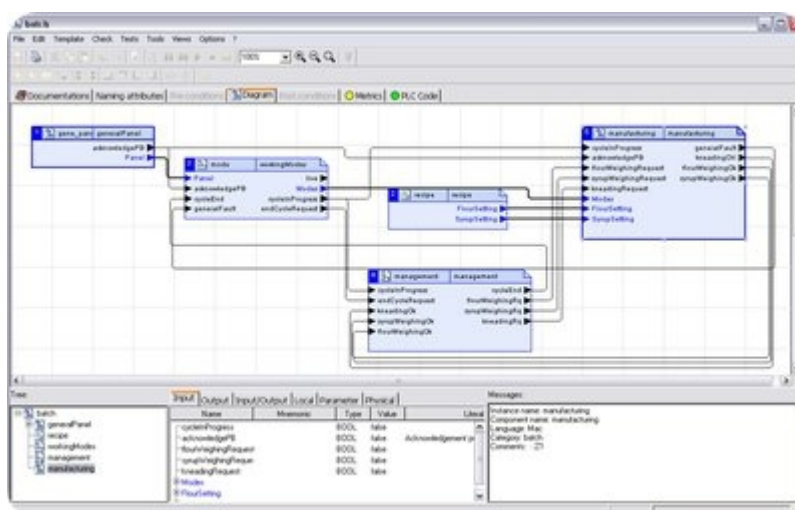 batch
File Edit Template Check Tests Tools Views Options ?
100%
Documentations Naming attributes Pre conditions Diagram Post conditions Metrics PLC Code
generalPanel
acknowledgePB
Panel
mode workingModes
Panel
acknowledgePB Modes
cycleEnd cycleInProgress
generalFault endCycleRequest
recipe recipe
FlourSetting
SyrupSetting
manufacturing manufacturing
cycleInProgress generalFault
acknowledgePB kneadingOk
flourWeighingRequest flourWeighingOk
syrupWeighingRequest syrupWeighingOk
kneadingRequest
Modes
FlourSetting
SyrupSetting
management management
cycleInProgress cycleEnd
endCycleRequest flourWeighingRq
kneadingOk syrupWeighingRq
syrupWeighingOk kneadingRq
flourWeighingOk
Tree:
batch
generalPanel
recipe
workingModes
management
manufacturing
Input Output Input/Output Local Parameter Physical
Name Mnemonic Type Value
cycleInProgress BOOL false
acknowledgePB BOOL false Acknowledgement
flourWeighingRequest BOOL false
syrupWeighingReques BOOL false
kneadingRequest BOOL false
Modes
FlourSetting
Messages:
Instance name: manufacturing
Component name: manufacturing
Language: Mac
Category: batch
Comments: